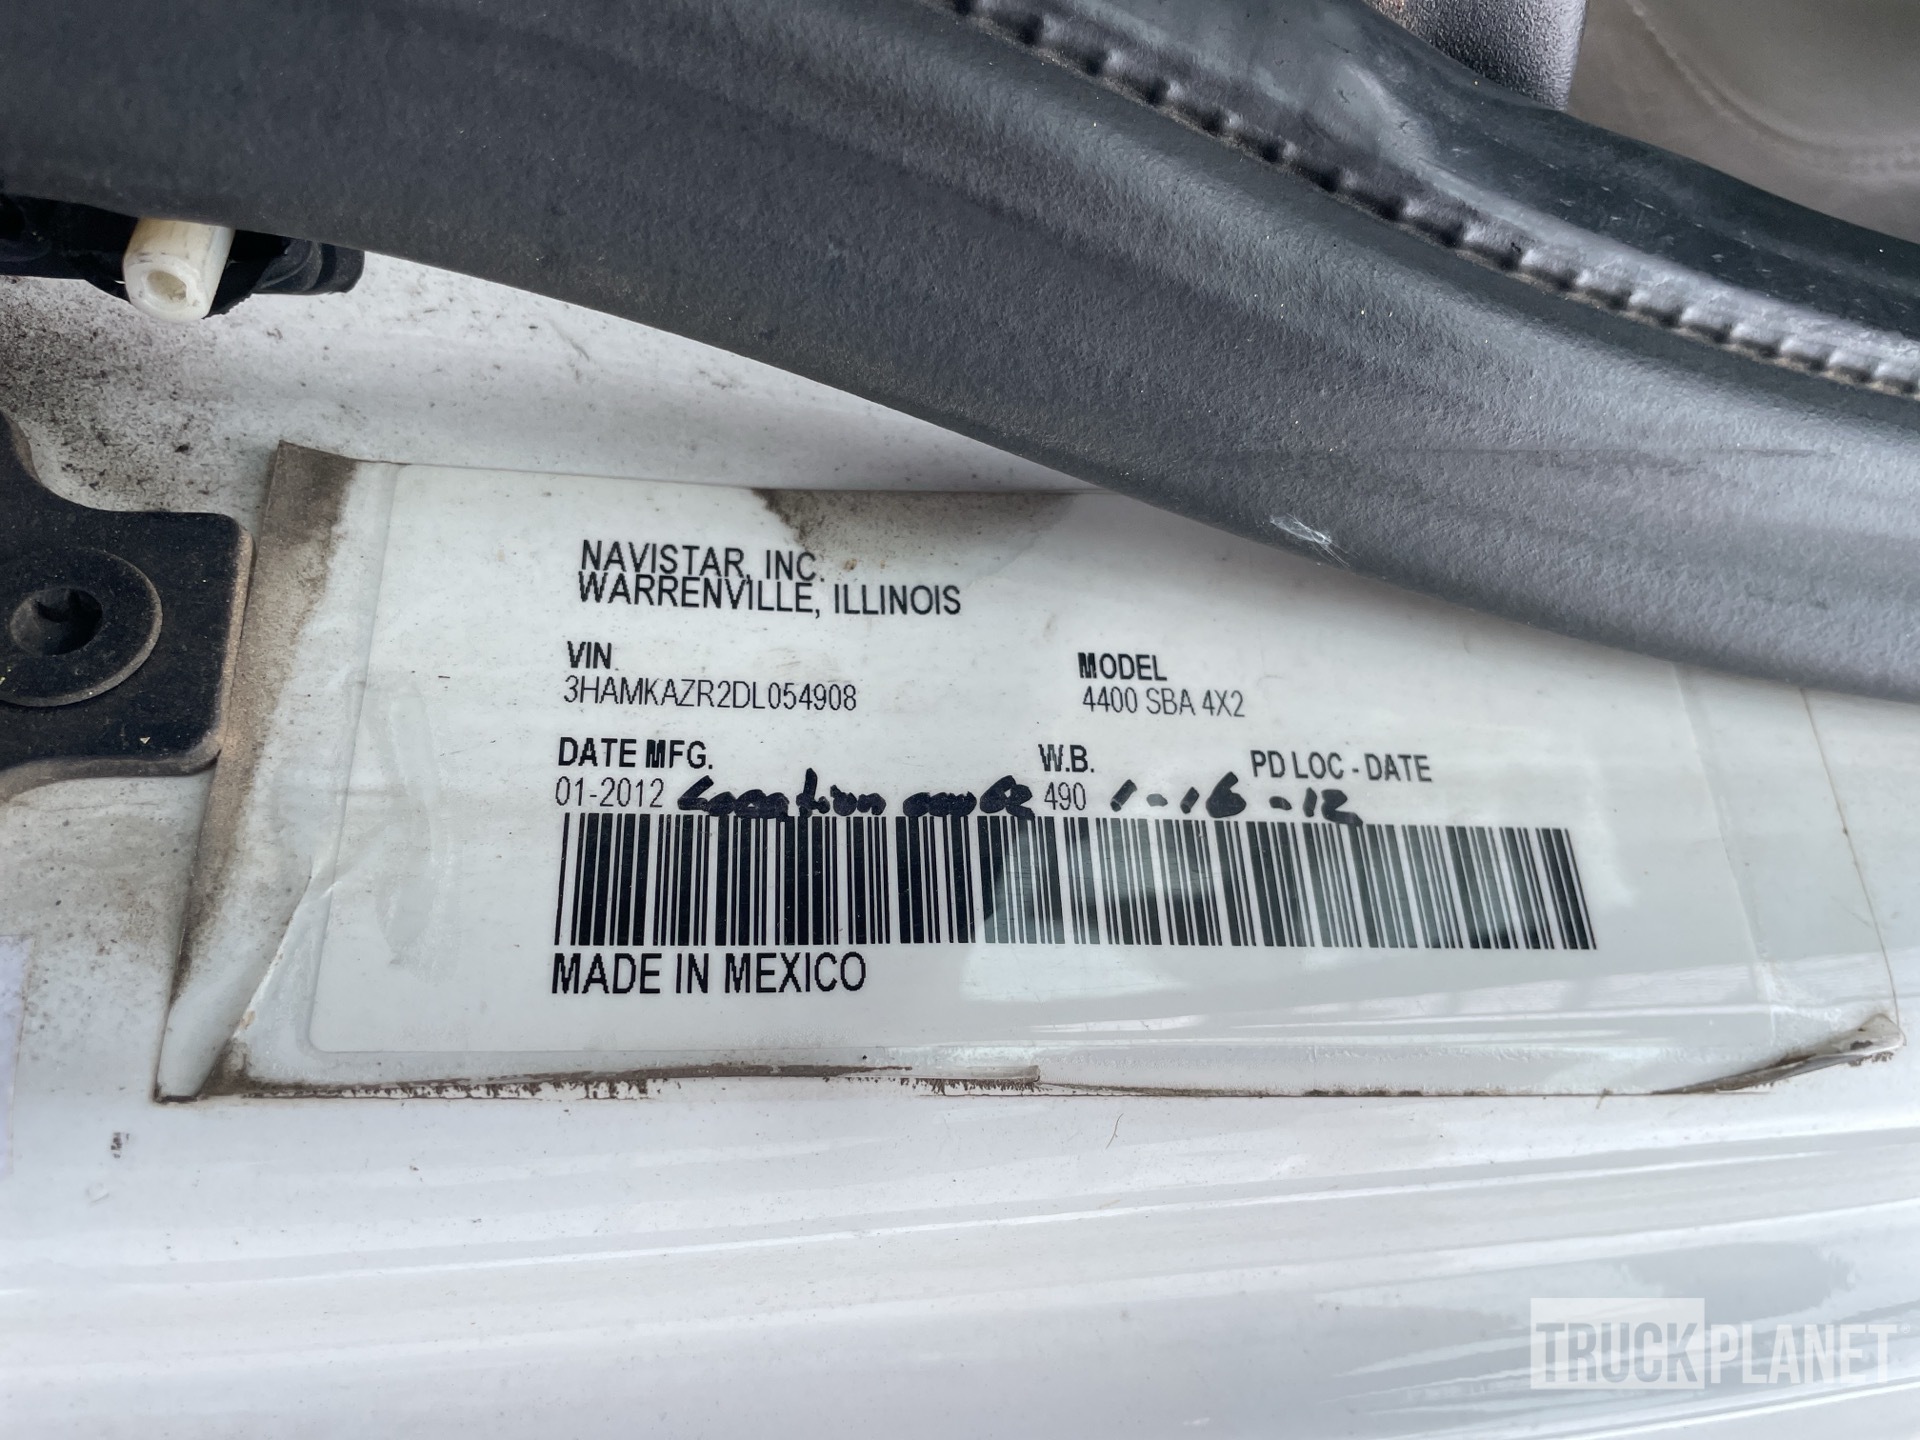 NAVISTAR, INC.
WARRENVILLE, ILLINOIS
VIN
3HAMKAZR2DL054908
MODEL
4400 SBA 4X2
DATE MFG.
01-2012 Location
W.B.
490
PD LOC - DATE
1-16-12
MADE IN MEXICO
TRUCKPLANET